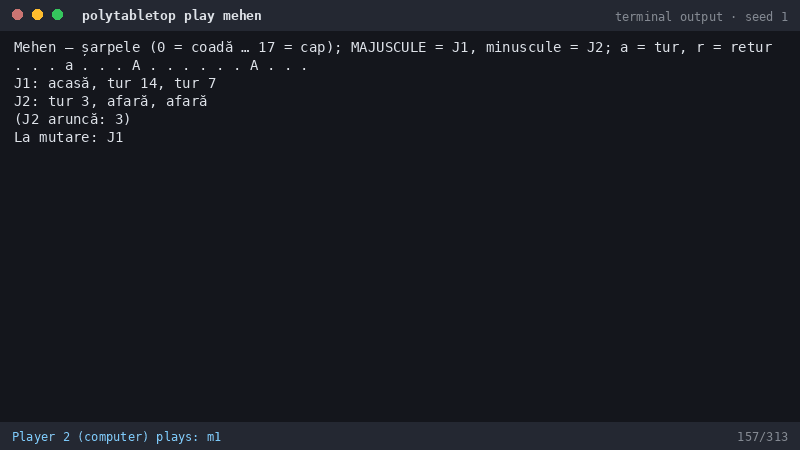 polytabletop play mehen
terminal output · seed 1
Mehen — șarpele (0 = coadă … 17 = cap); MAJUSCULE = J1, minuscule = J2; a = tur, r = retur
. . . a . . . A . . . . . . A . . .
J1: acasă, tur 14, tur 7
J2: tur 3, afară, afară
(J2 aruncă: 3)
La mutare: J1
Player 2 (computer) plays: m1
157/313